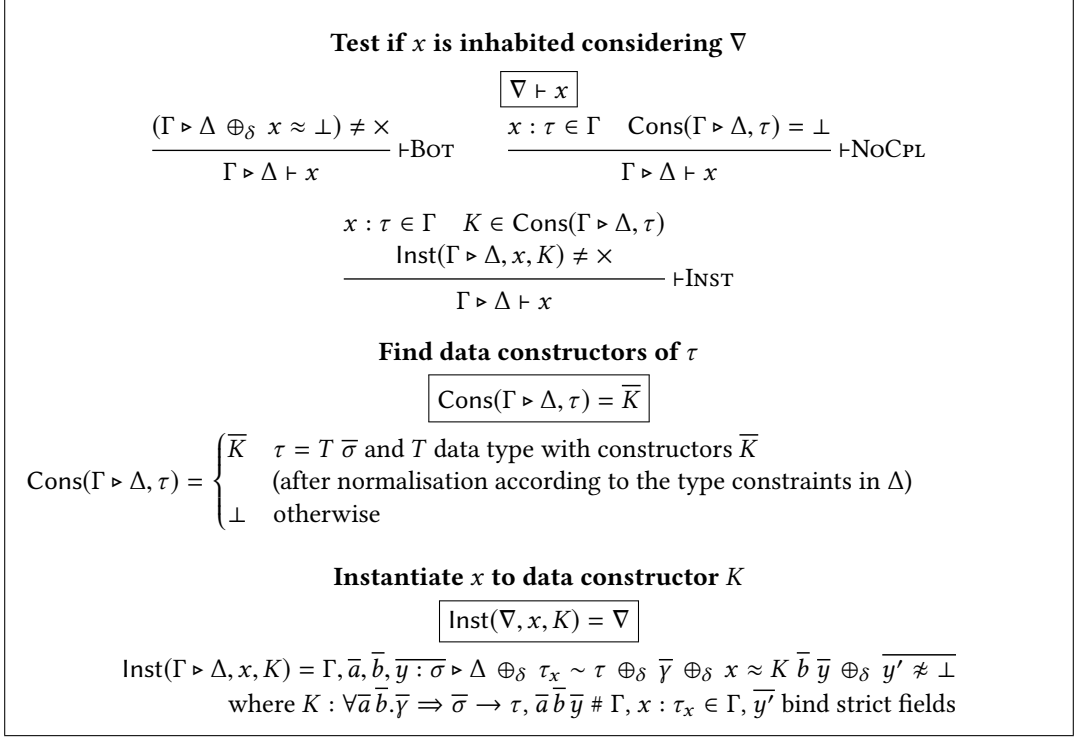 Test if x is inhabited considering ∇
∇ ⊢ x
(Γ ▹ Δ ⊕δ x ≈ ⊥) ≠ ×
Γ ▹ Δ ⊢ x
⊢Bot
x : τ ∈ Γ Cons(Γ ▹ Δ, τ) = ⊥
Γ ▹ Δ ⊢ x
⊢NoCpl
x : τ ∈ Γ K ∈ Cons(Γ ▹ Δ, τ)
Inst(Γ ▹ Δ, x, K) ≠ ×
Γ ▹ Δ ⊢ x
⊢Inst
Find data constructors of τ
Cons(Γ ▹ Δ, τ) = K̅
Cons(Γ ▹ Δ, τ) = { K̅ τ = T σ̅ and T data type with constructors K̅
(after normalisation according to the type constraints in Δ)
⊥ otherwise
Instantiate x to data constructor K
Inst(∇, x, K) = ∇
Inst(Γ ▹ Δ, x, K) = Γ, a̅, b̅, y̅ ̅:̅ ̅σ̅ ▹ Δ ⊕δ τₓ ∼ τ ⊕δ γ̅ ⊕δ x ≈ K b̅ y̅ ⊕δ y̅′̅ ̅≉̅ ̅⊥̅
where K : ∀a̅ b̅.γ̅ ⇒ σ̅ → τ, a̅ b̅ y̅ # Γ, x : τₓ ∈ Γ, y̅′̅ bind strict fields